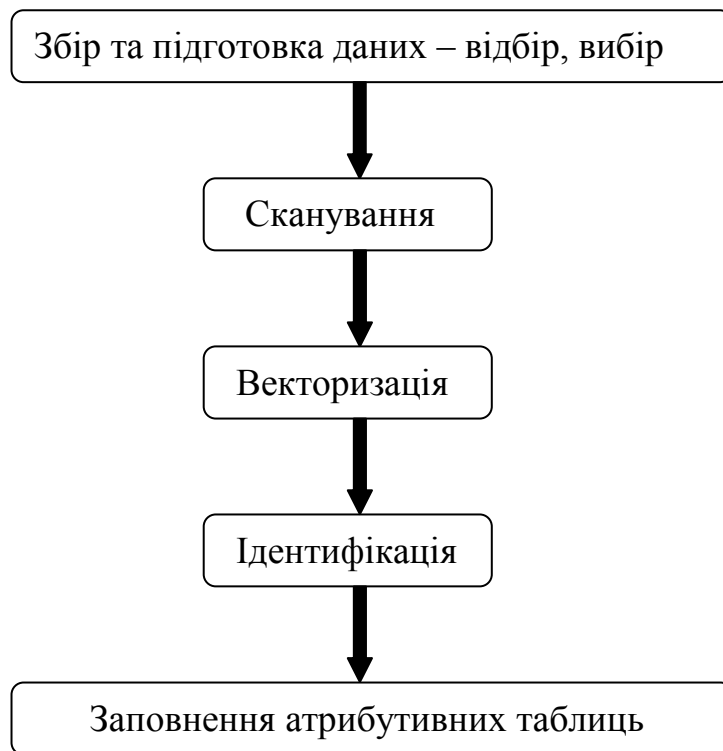 Збір та підготовка даних – відбір, вибір
Сканування
Векторизація
Ідентифікація
Заповнення атрибутивних таблиць